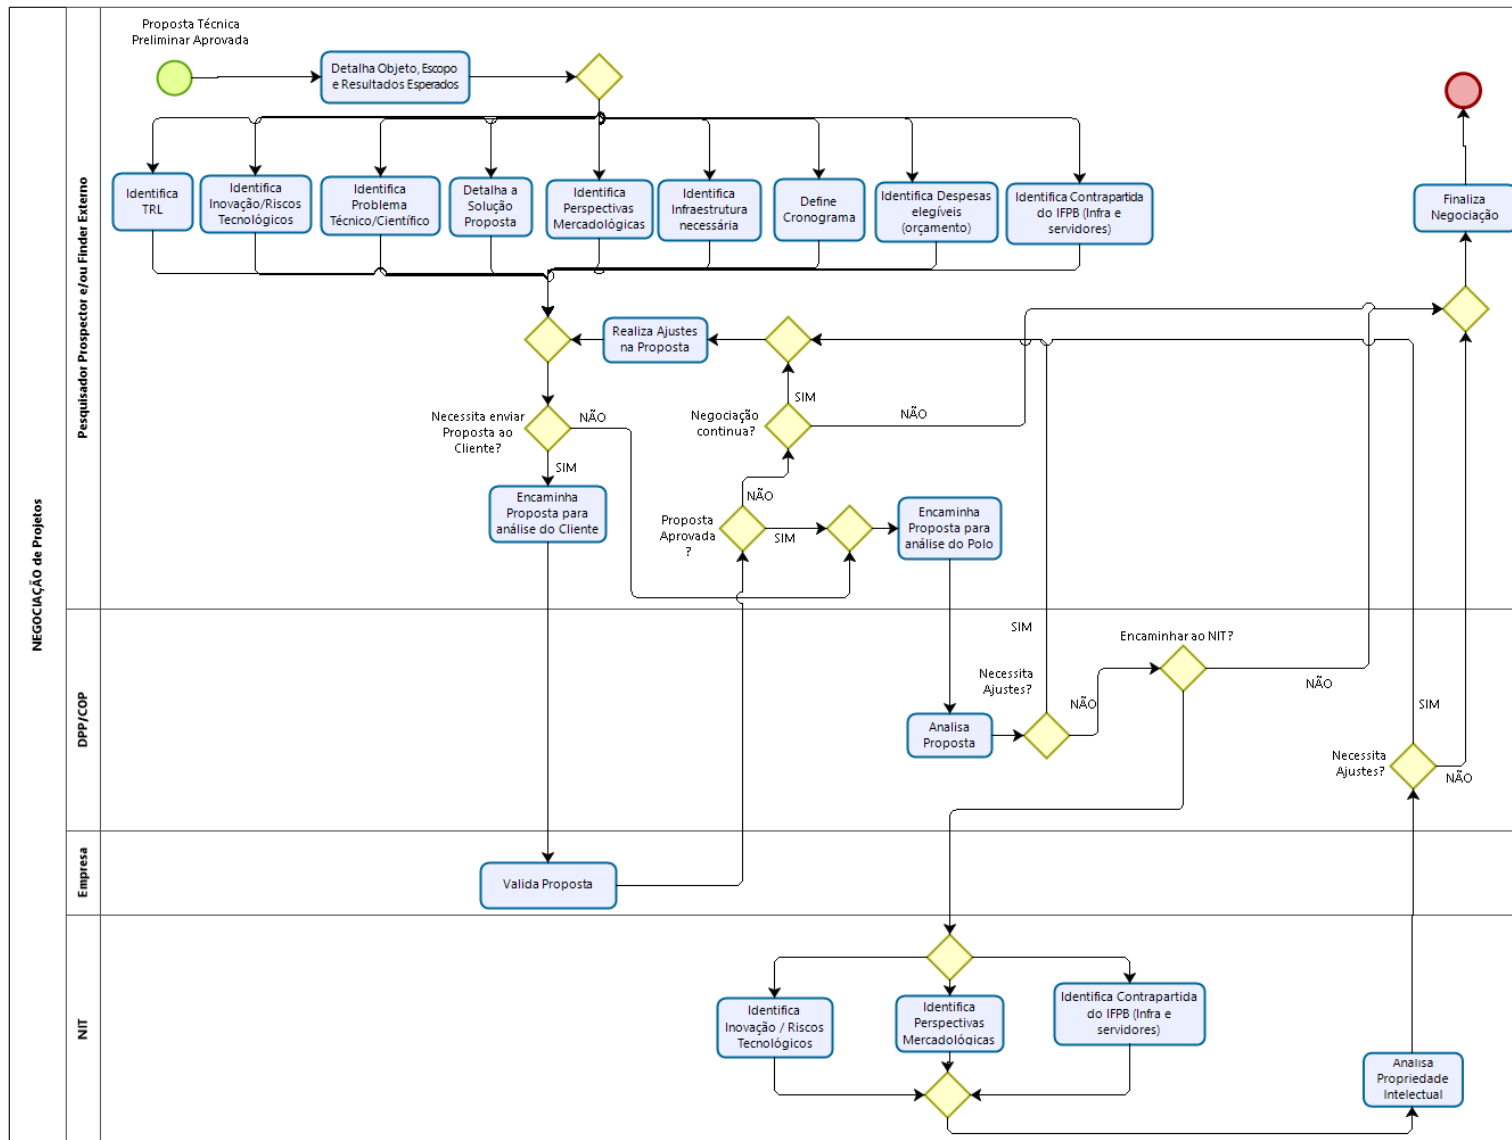 Proposta Técnica
Preliminar Aprovada
Detalha Objeto, Escopo
e Resultados Esperados
Identifica
TRL
Identifica
Inovação/Riscos
Tecnológicos
Identifica
Problema
Técnico/Científico
Detalha a
Solução
Proposta
Identifica
Perspectivas
Mercadológicas
Identifica
Infraestrutura
necessária
Define
Cronograma
Identifica Despesas
elegíveis
(orçamento)
Identifica Contrapartida
do IFPB (Infra e
servidores)
Finaliza
Negociação
Realiza Ajustes
na Proposta
Necessita enviar
Proposta ao
Cliente?
NÃO
SIM
Negociação
continua?
SIM
NÃO
Encaminha
Proposta para
análise do Cliente
Proposta
Aprovada
?
NÃO
SIM
Encaminha
Proposta para
análise do Polo
Pesquisador Prospector e/ou Finder Externo
NEGOCIAÇÃO de Projetos
DPP/COP
SIM
Encaminhar ao NIT?
Necessita
Ajustes?
NÃO
NÃO
Analisa
Proposta
SIM
Necessita
Ajustes?
NÃO
Empresa
Valida Proposta
NIT
Identifica
Inovação / Riscos
Tecnológicos
Identifica
Perspectivas
Mercadológicas
Identifica Contrapartida
do IFPB (Infra e
servidores)
Analisa
Propriedade
Intelectual